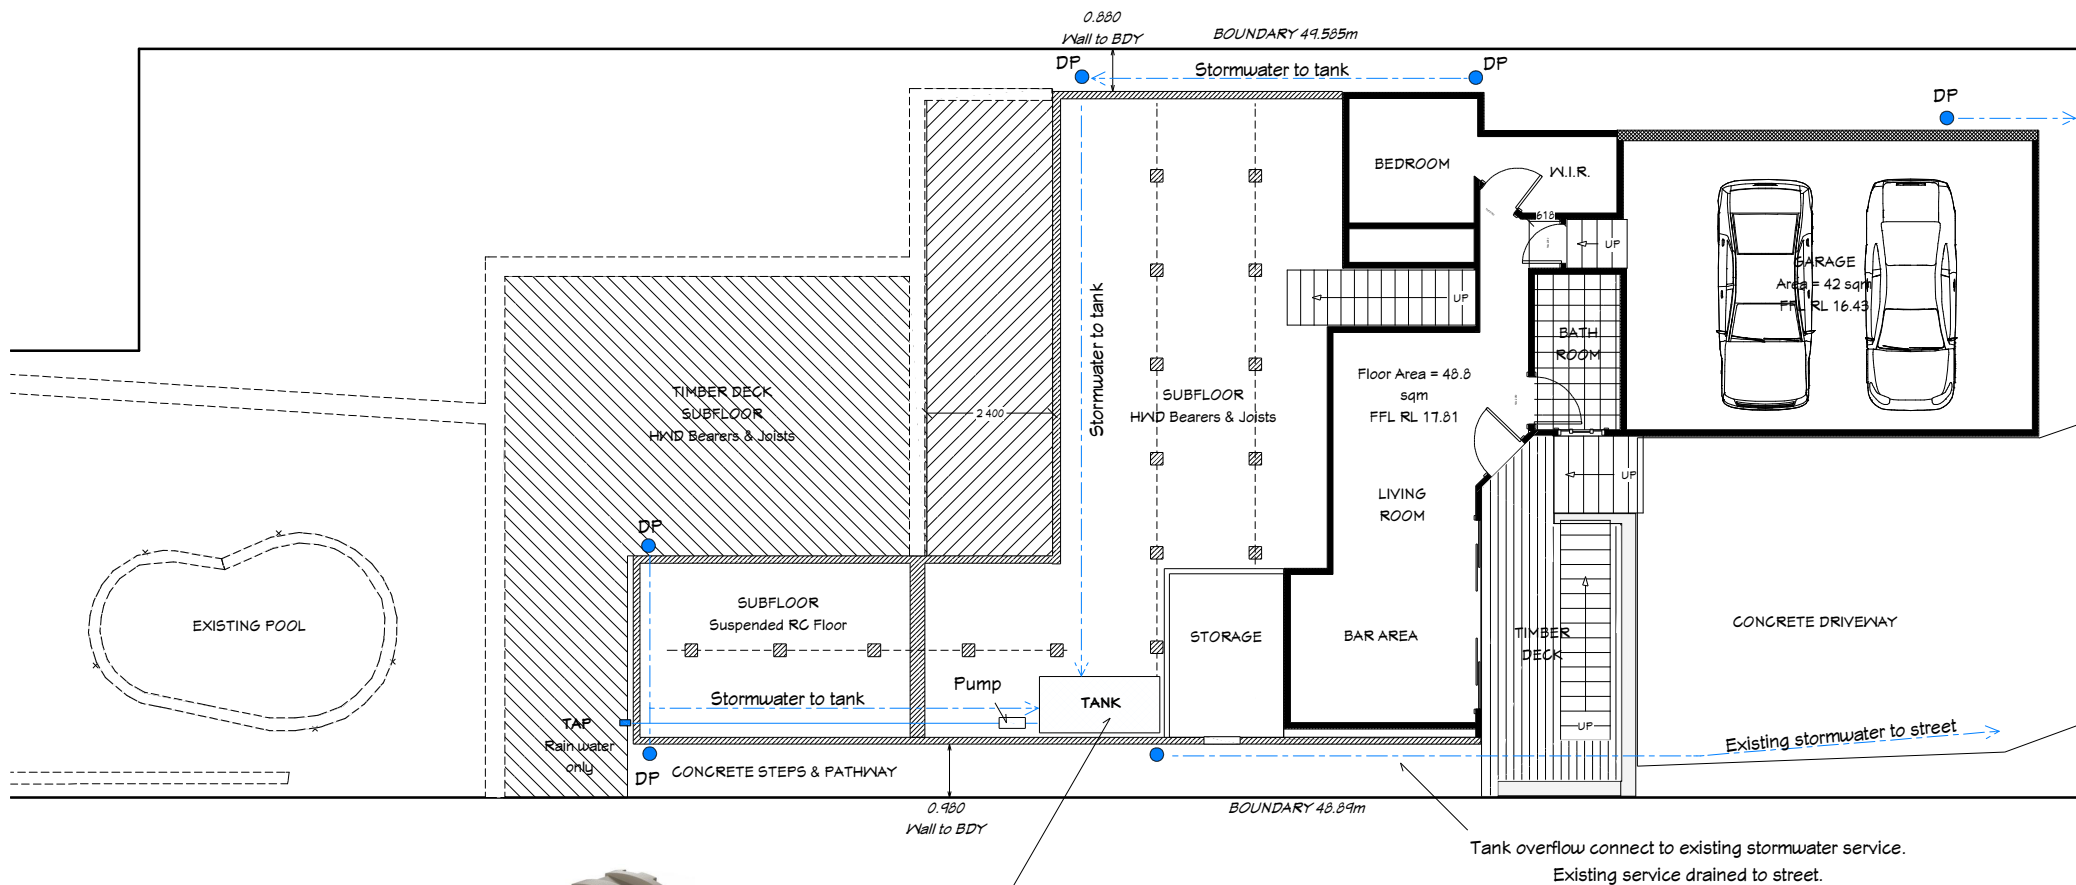 0.880
Wall to BDY
BOUNDARY 49.585m
DP
Stormwater to tank
DP
DP
BEDROOM
W.I.R.
618
UP
GARAGE
Area = 42 sqm
FFL RL 16.43
UP
BATH
ROOM
Stormwater to tank
TIMBER DECK
SUBFLOOR
HWD Bearers & Joists
2 400
SUBFLOOR
HWD Bearers & Joists
Floor Area = 48.8
sqm
FFL RL 17.81
UP
LIVING
ROOM
DP
SUBFLOOR
Suspended RC Floor
EXISTING POOL
STORAGE
BAR AREA
TIMBER
DECK
CONCRETE DRIVEWAY
Pump
Stormwater to tank
TANK
TAP
Rain water
only
UP
Existing stormwater to street
DP
CONCRETE STEPS & PATHWAY
0.980
Wall to BDY
BOUNDARY 48.89m
Tank overflow connect to existing stormwater service.
Existing service drained to street.